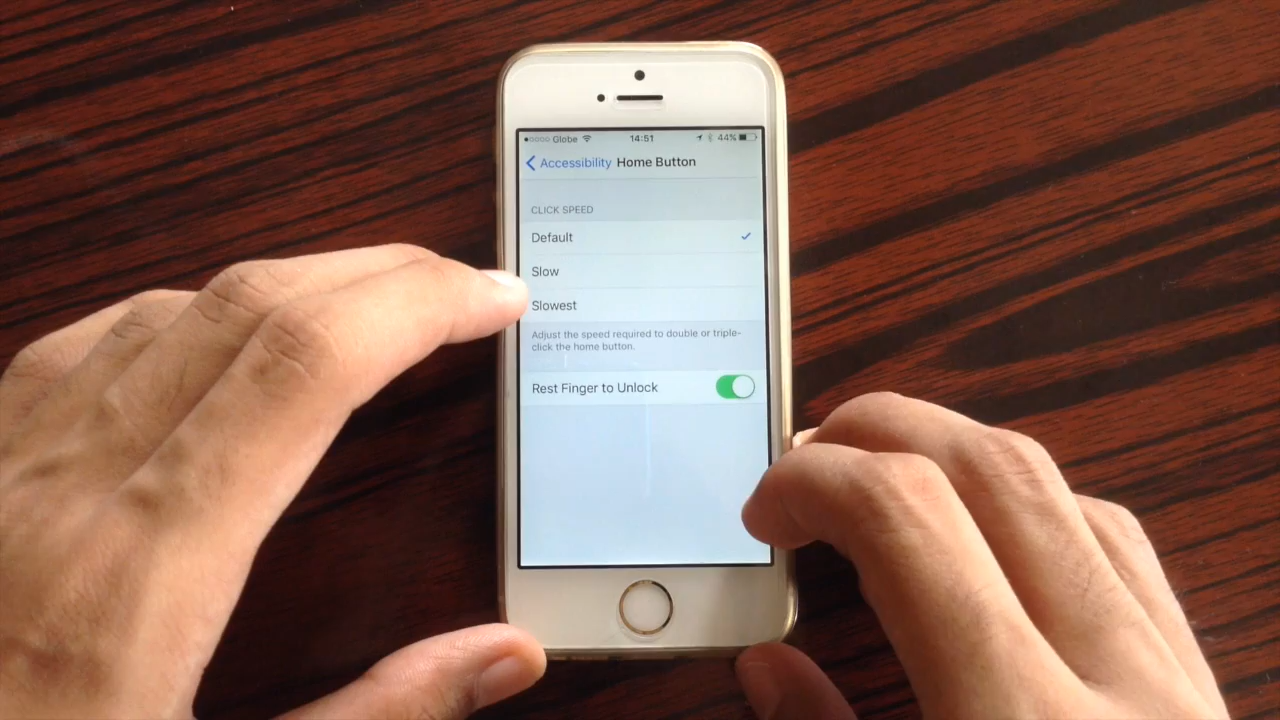 Globe 14:51 44%
Accessibility Home Button
CLICK SPEED
Default
Slow
Slowest
Adjust the speed required to double or triple-
click the home button.
Rest Finger to Unlock